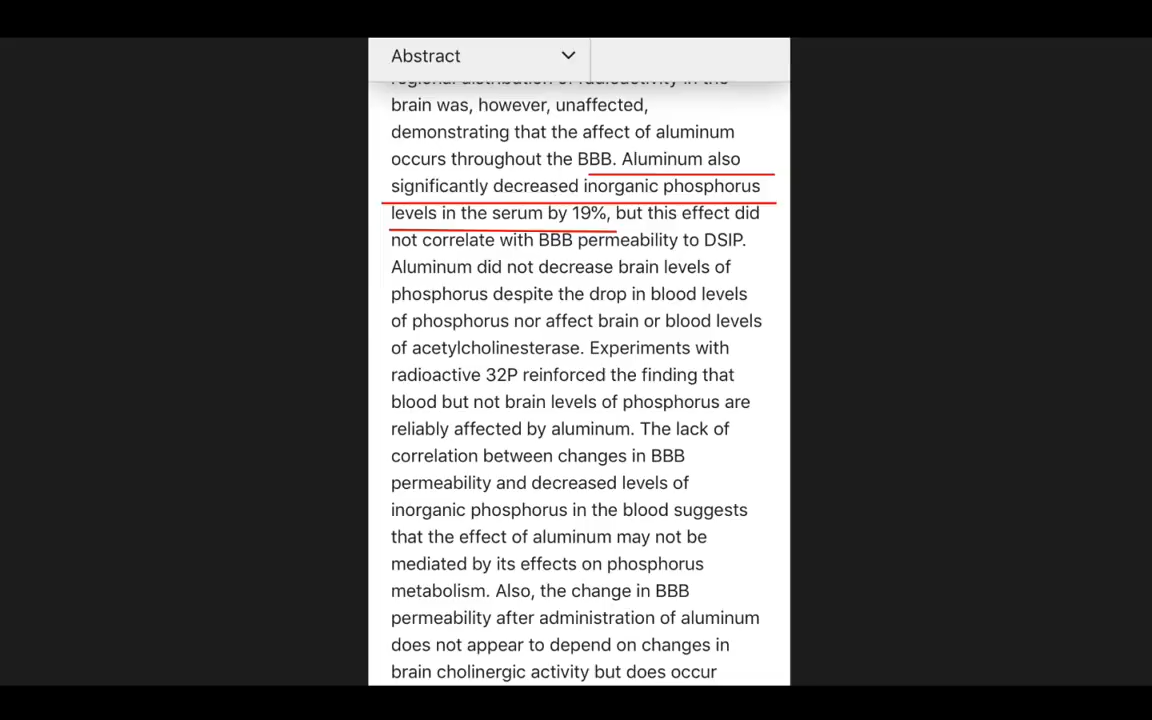 Abstract
regional distribution of radioactivity in the
brain was, however, unaffected,
demonstrating that the affect of aluminum
occurs throughout the BBB. Aluminum also
significantly decreased inorganic phosphorus
levels in the serum by 19%, but this effect did
not correlate with BBB permeability to DSIP.
Aluminum did not decrease brain levels of
phosphorus despite the drop in blood levels
of phosphorus nor affect brain or blood levels
of acetylcholinesterase. Experiments with
radioactive 32P reinforced the finding that
blood but not brain levels of phosphorus are
reliably affected by aluminum. The lack of
correlation between changes in BBB
permeability and decreased levels of
inorganic phosphorus in the blood suggests
that the effect of aluminum may not be
mediated by its effects on phosphorus
metabolism. Also, the change in BBB
permeability after administration of aluminum
does not appear to depend on changes in
brain cholinergic activity but does occur